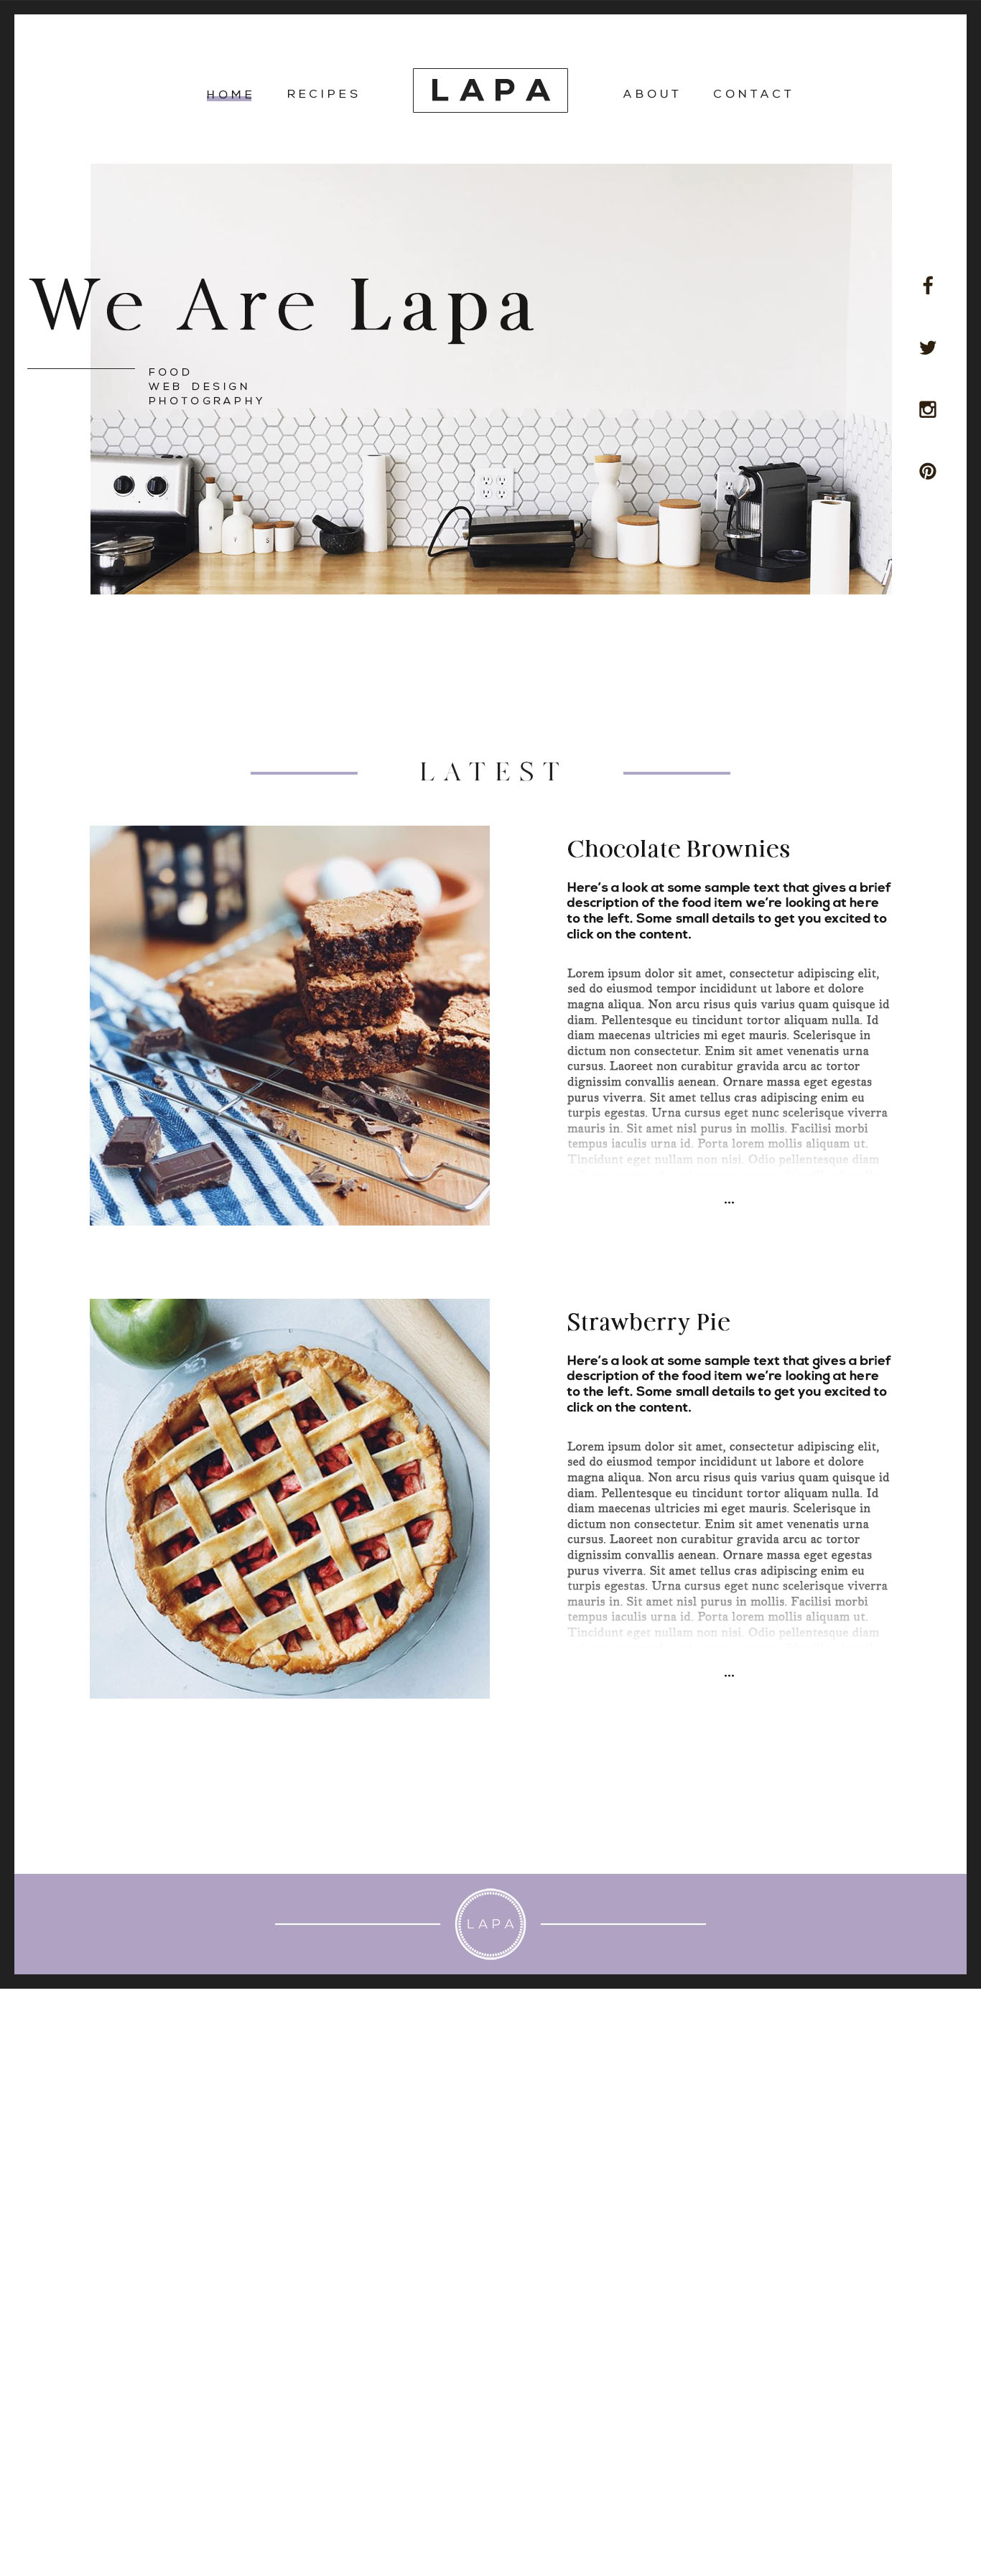 HOME
RECIPES
LAPA
ABOUT
CONTACT
We Are Lapa
FOOD
WEB DESIGN
PHOTOGRAPHY
LATEST
Chocolate Brownies
Here's a look at some sample text that gives a brief
description of the food item we're looking at here
to the left. Some small details to get you excited to
click on the content.
Lorem ipsum dolor sit amet, consectetur adipiscing elit,
sed do eiusmod tempor incididunt ut labore et dolore
magna aliqua. Non arcu risus quis varius quam quisque id
diam. Pellentesque eu tincidunt tortor aliquam nulla. Id
diam maecenas ultricies mi eget mauris. Scelerisque in
dictum non consectetur. Enim sit amet venenatis urna
cursus. Laoreet non curabitur gravida arcu ac tortor
dignissim convallis aenean. Ornare massa eget egestas
purus viverra. Sit amet tellus cras adipiscing enim eu
turpis egestas. Urna cursus eget nunc scelerisque viverra
mauris in. Sit amet nisl purus in mollis. Facilisi morbi
tempus iaculis urna id. Porta lorem mollis aliquam ut.
Tincidunt eget nullam non nisi. Odio pellentesque diam
...
Strawberry Pie
Here's a look at some sample text that gives a brief
description of the food item we're looking at here
to the left. Some small details to get you excited to
click on the content.
Lorem ipsum dolor sit amet, consectetur adipiscing elit,
sed do eiusmod tempor incididunt ut labore et dolore
magna aliqua. Non arcu risus quis varius quam quisque id
diam. Pellentesque eu tincidunt tortor aliquam nulla. Id
diam maecenas ultricies mi eget mauris. Scelerisque in
dictum non consectetur. Enim sit amet venenatis urna
cursus. Laoreet non curabitur gravida arcu ac tortor
dignissim convallis aenean. Ornare massa eget egestas
purus viverra. Sit amet tellus cras adipiscing enim eu
turpis egestas. Urna cursus eget nunc scelerisque viverra
mauris in. Sit amet nisl purus in mollis. Facilisi morbi
tempus iaculis urna id. Porta lorem mollis aliquam ut.
Tincidunt eget nullam non nisi. Odio pellentesque diam
...
LAPA